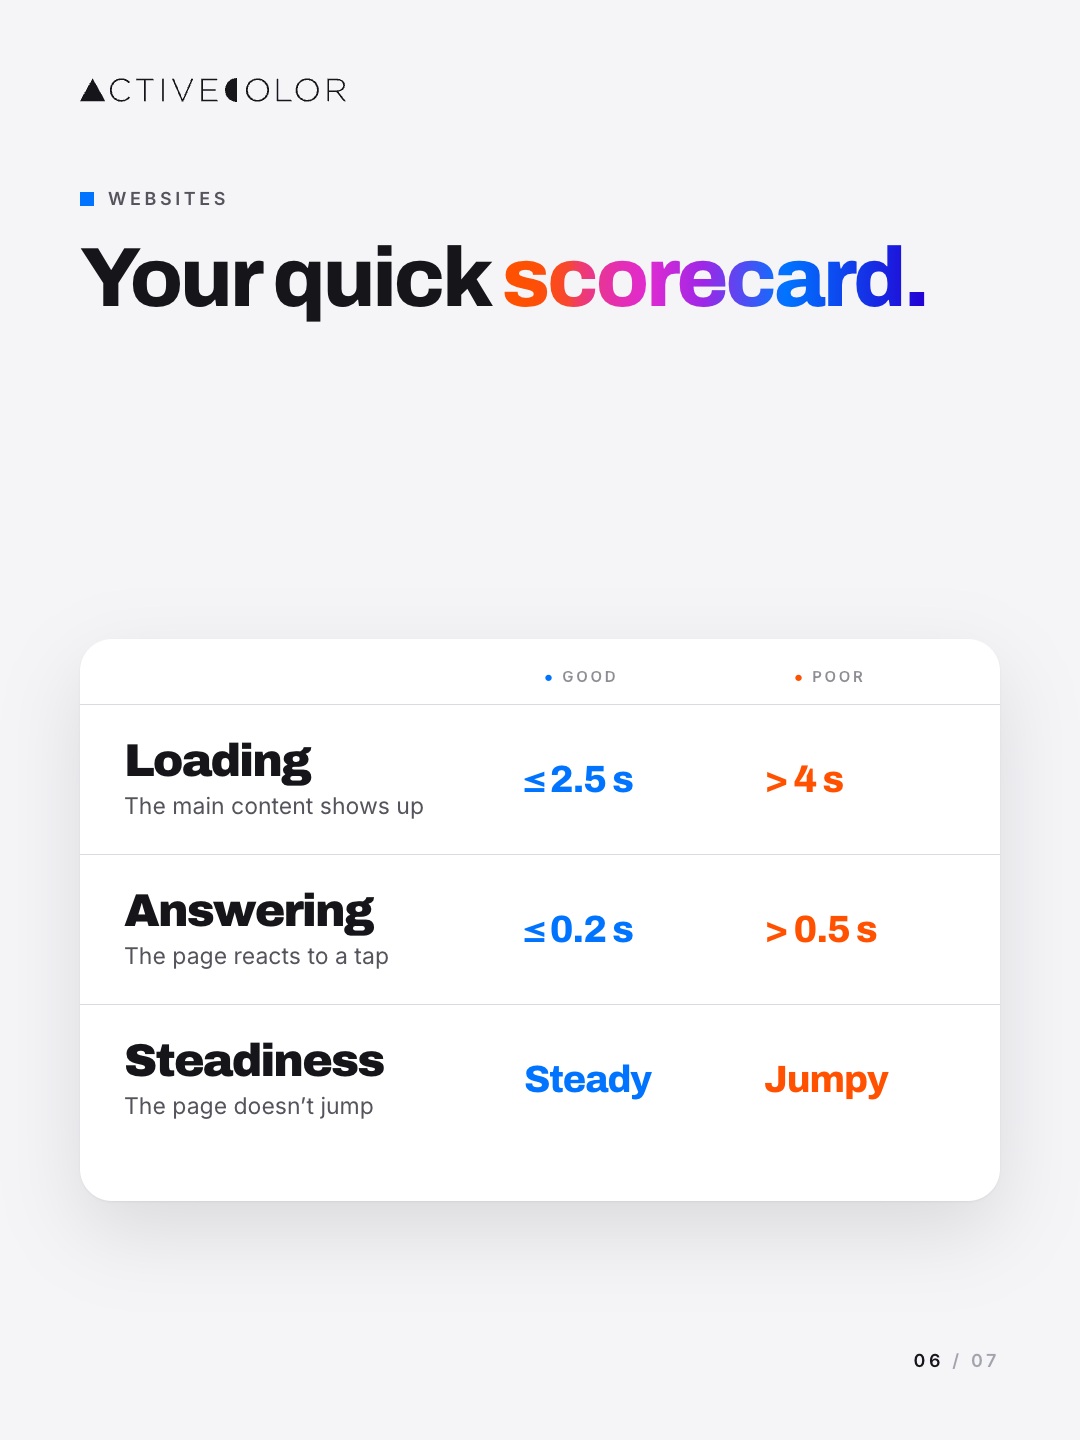 ACTIVECOLOR
WEBSITES
Your quick scorecard.
GOOD POOR
Loading
The main content shows up
≤ 2.5 s > 4 s
Answering
The page reacts to a tap
≤ 0.2 s > 0.5 s
Steadiness
The page doesn’t jump
Steady Jumpy
06 / 07